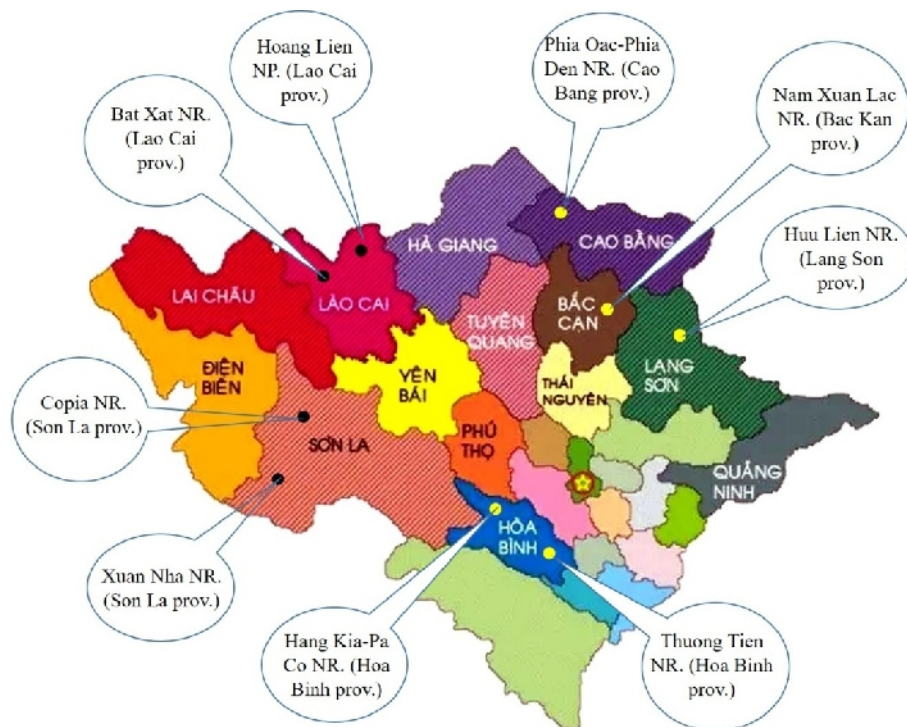 Hoang Lien
NP. (Lao Cai
prov.)
Phia Oac-Phia
Den NR. (Cao
Bang prov.)
Nam Xuan Lac
NR. (Bac Kan
prov.)
Bat Xat NR.
(Lao Cai
prov.)
Huu Lien NR.
(Lang Son
prov.)
HÀ GIANG
CAO BẰNG
LAI CHÂU
LÀO CAI
TUYÊN
QUANG
BẮC
CẠN
LẠNG
SƠN
ĐIỆN
BIÊN
YÊN
BÁI
THÁI
NGUYÊN
Copia NR.
(Son La prov.)
SƠN LA
PHÚ
THỌ
QUẢNG
NINH
HÒA
BÌNH
Xuan Nha NR.
(Son La prov.)
Hang Kia-Pa
Co NR. (Hoa
Binh prov.)
Thuong Tien
NR. (Hoa Binh
prov.)